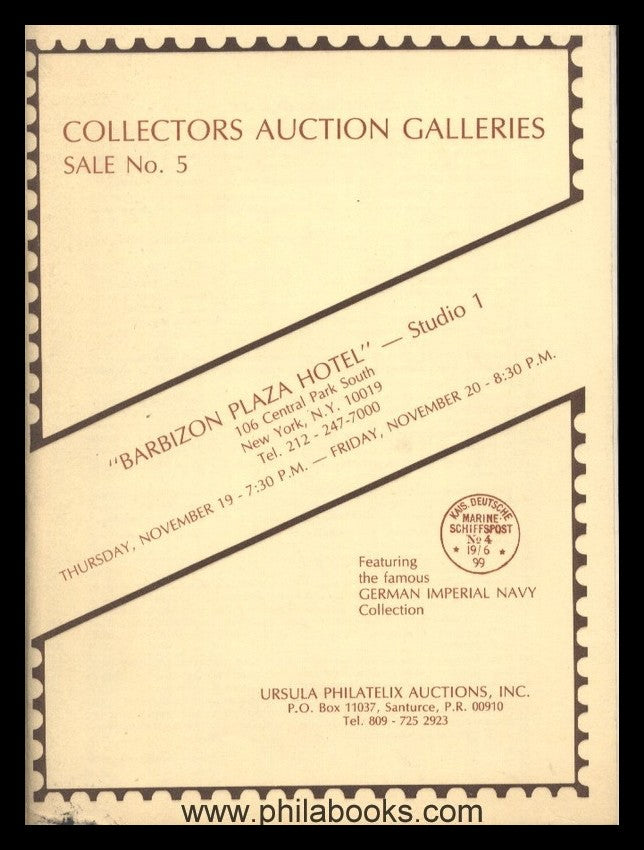 COLLECTORS AUCTION GALLERIES
SALE No. 5
"BARBIZON PLAZA HOTEL" — Studio 1
106 Central Park South
New York, N.Y. 10019
Tel. 212 - 247-7000
THURSDAY, NOVEMBER 19 - 7:30 P.M. — FRIDAY, NOVEMBER 20 - 8:30 P.M.
KAIS. DEUTSCHE
MARINE-
SCHIFFSPOST
No 4
* 19/6 *
99
Featuring
the famous
GERMAN IMPERIAL NAVY
Collection
URSULA PHILATELIX AUCTIONS, INC.
P.O. Box 11037, Santurce, P.R. 00910
Tel. 809 - 725 2923
www.philabooks.com